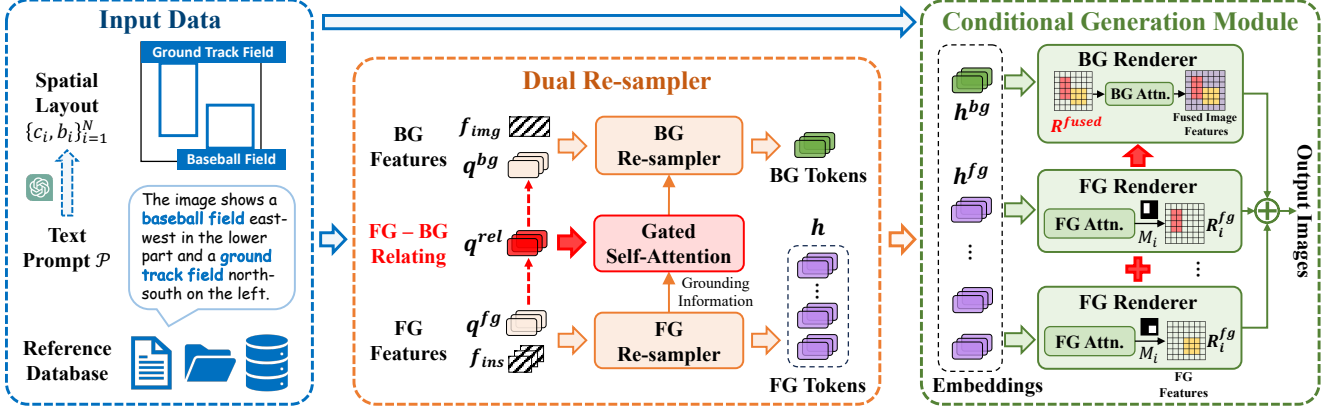 Input Data
Ground Track Field
Spatial
Layout
{c_i, b_i}_{i=1}^N
Baseball Field
The image shows a
baseball field east-
west in the lower
part and a ground
track field north-
south on the left.
Text
Prompt 𝒫
Reference
Database
Dual Re-sampler
BG
Features
f_{img}
q^{bg}
BG
Re-sampler
BG Tokens
FG – BG
Relating
q^{rel}
Gated
Self-Attention
Grounding
Information
h
FG
Features
q^{fg}
f_{ins}
FG
Re-sampler
FG Tokens
Conditional Generation Module
h^{bg}
BG Renderer
R^{fused}
BG Attn.
Fused Image
Features
h^{fg}
FG Renderer
FG Attn.
M_i
R_i^{fg}
FG Renderer
FG Attn.
M_i
R_i^{fg}
FG
Features
Embeddings
Output Images